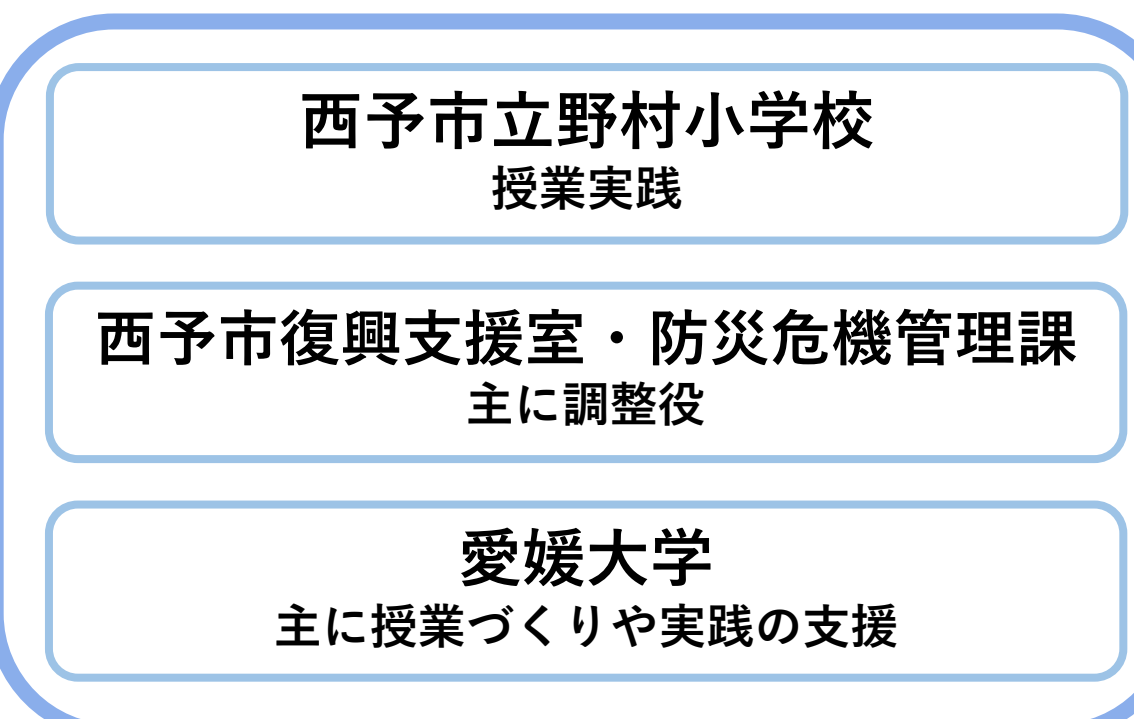 西予市立野村小学校
授業実践
西予市復興支援室・防災危機管理課
主に調整役
愛媛大学
主に授業づくりや実践の支援